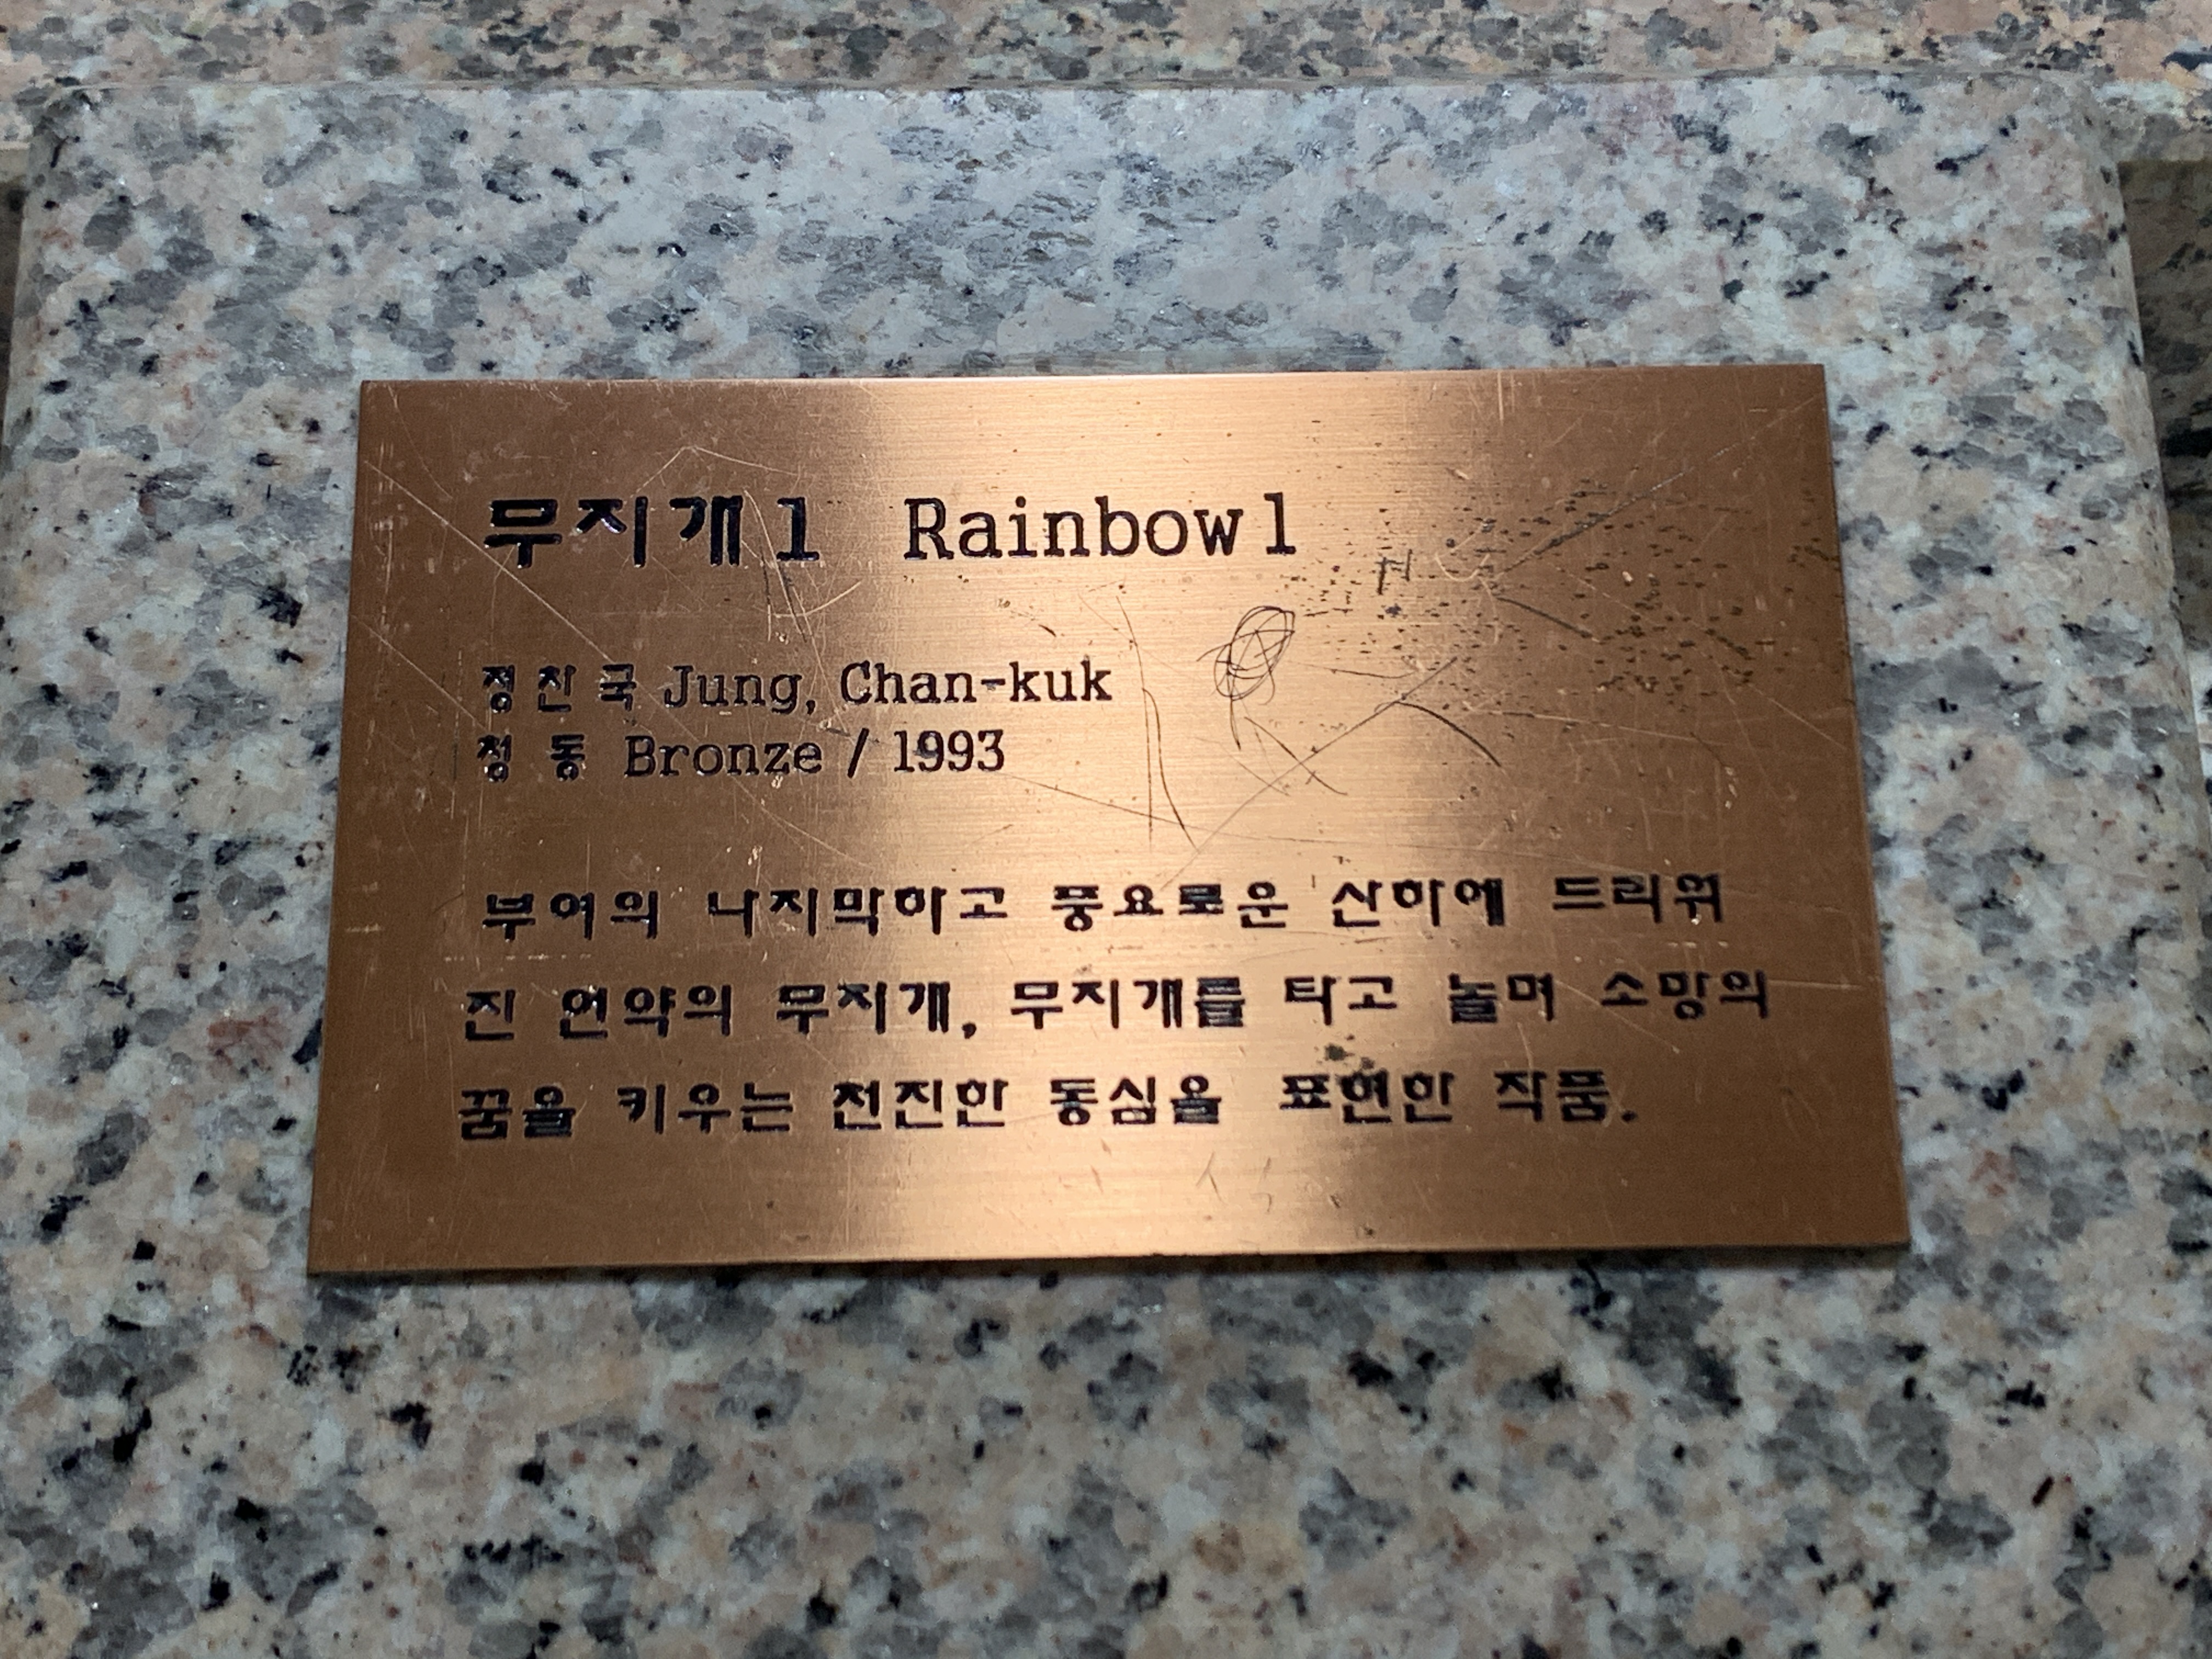 무지개1 Rainbow1
정찬국 Jung, Chan-kuk
청 동 Bronze / 1993
부여의 나지막하고 풍요로운 산하에 드리워
진 언약의 무지개, 무지개를 타고 놀며 소망의
꿈을 키우는 천진한 동심을 표현한 작품.